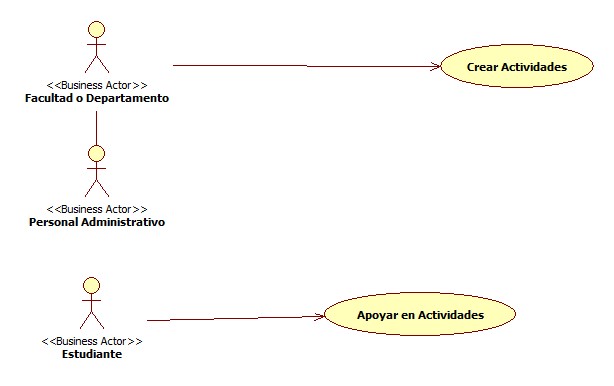 <<Business Actor>>
Facultad o Departamento
Crear Actividades
<<Business Actor>>
Personal Administrativo
<<Business Actor>>
Estudiante
Apoyar en Actividades